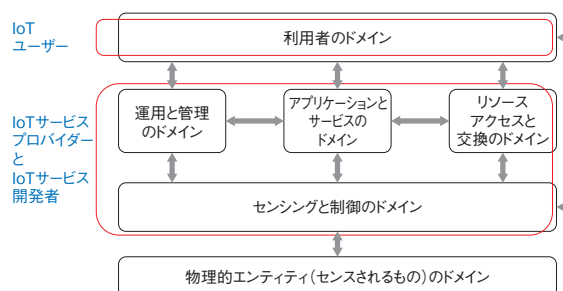 IoT
ユーザー
利用者のドメイン
IoTサービス
プロバイダー
と
IoTサービス
開発者
運用と管理
のドメイン
アプリケーションと
サービスの
ドメイン
リソース
アクセスと
交換のドメイン
センシングと制御のドメイン
物理的エンティティ(センスされるもの)のドメイン